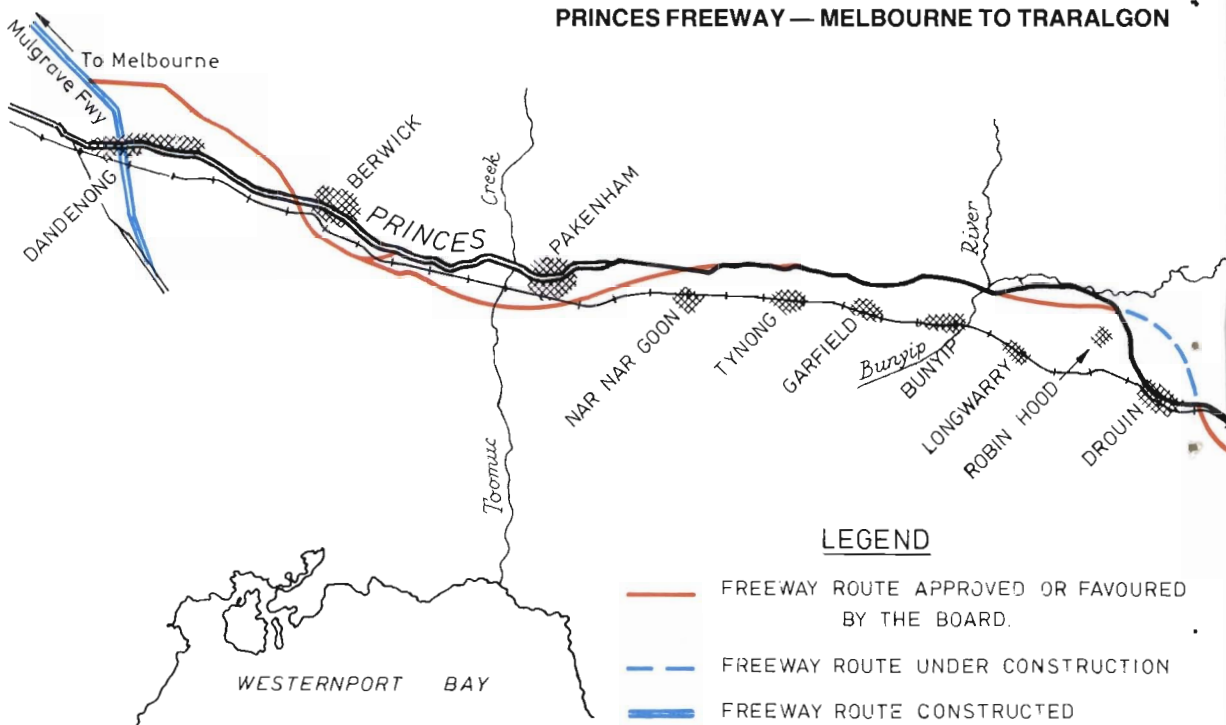 PRINCES FREEWAY — MELBOURNE TO TRARALGON
To Melbourne
Mulgrave Fwy
DANDENONG
BERWICK
PRINCES
Creek
Toomuc
PAKENHAM
NAR NAR GOON
TYNONG
GARFIELD
River
Bunyip
BUNYIP
LONGWARRY
ROBIN HOOD
DROUIN
WESTERNPORT BAY
LEGEND
FREEWAY ROUTE APPROVED OR FAVOURED
BY THE BOARD.
FREEWAY ROUTE UNDER CONSTRUCTION
FREEWAY ROUTE CONSTRUCTED